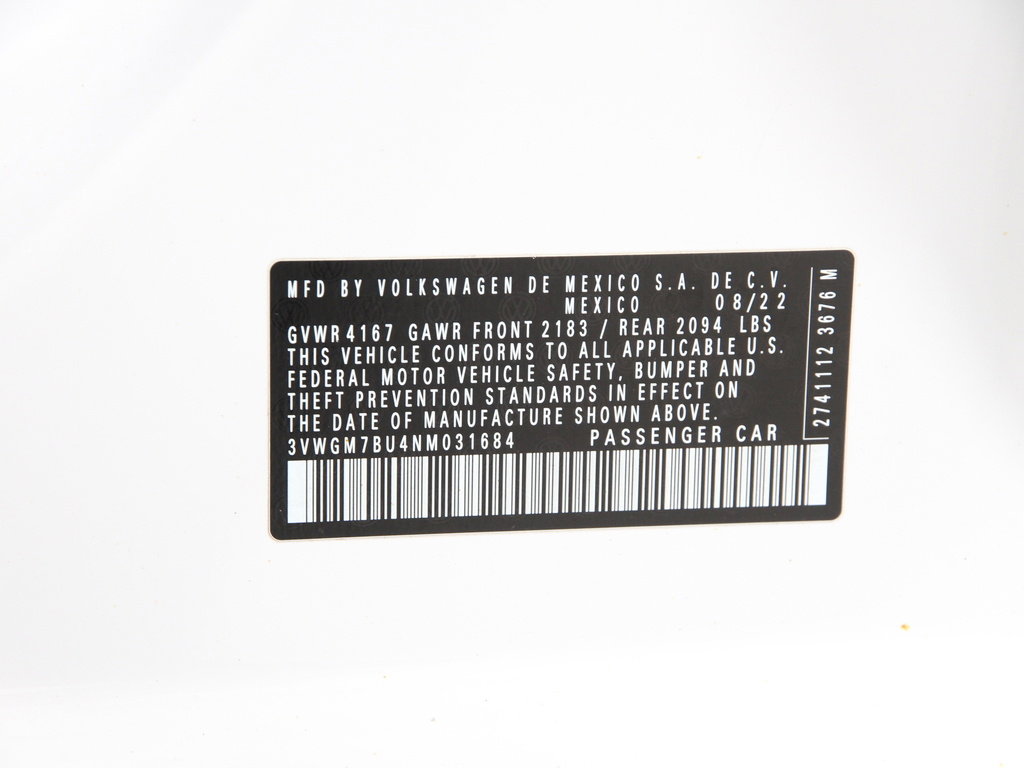 MFD BY VOLKSWAGEN DE MEXICO S.A. DE C.V.
MEXICO 08/22
GVWR 4167 GAWR FRONT 2183 / REAR 2094 LBS
THIS VEHICLE CONFORMS TO ALL APPLICABLE U.S.
FEDERAL MOTOR VEHICLE SAFETY, BUMPER AND
THEFT PREVENTION STANDARDS IN EFFECT ON
THE DATE OF MANUFACTURE SHOWN ABOVE.
3VWGM7BU4NM031684 PASSENGER CAR
2741112 3676 M